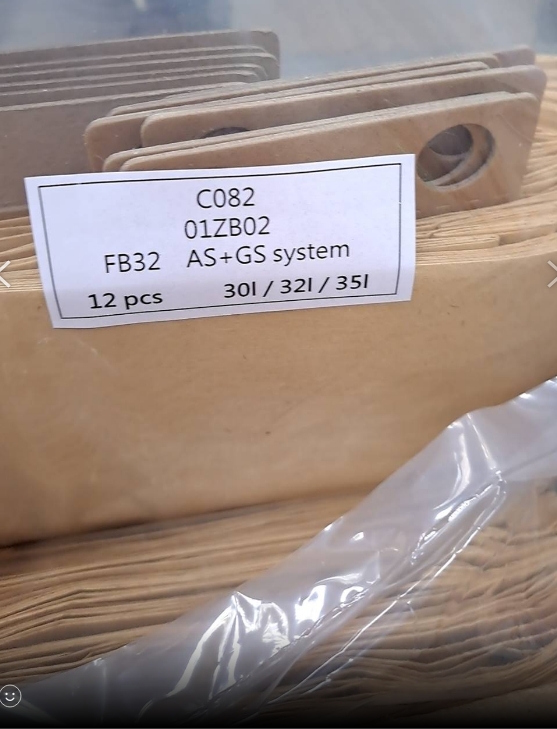 C082
01ZB02
FB32 AS+GS system
12 pcs 30l / 32l / 35l